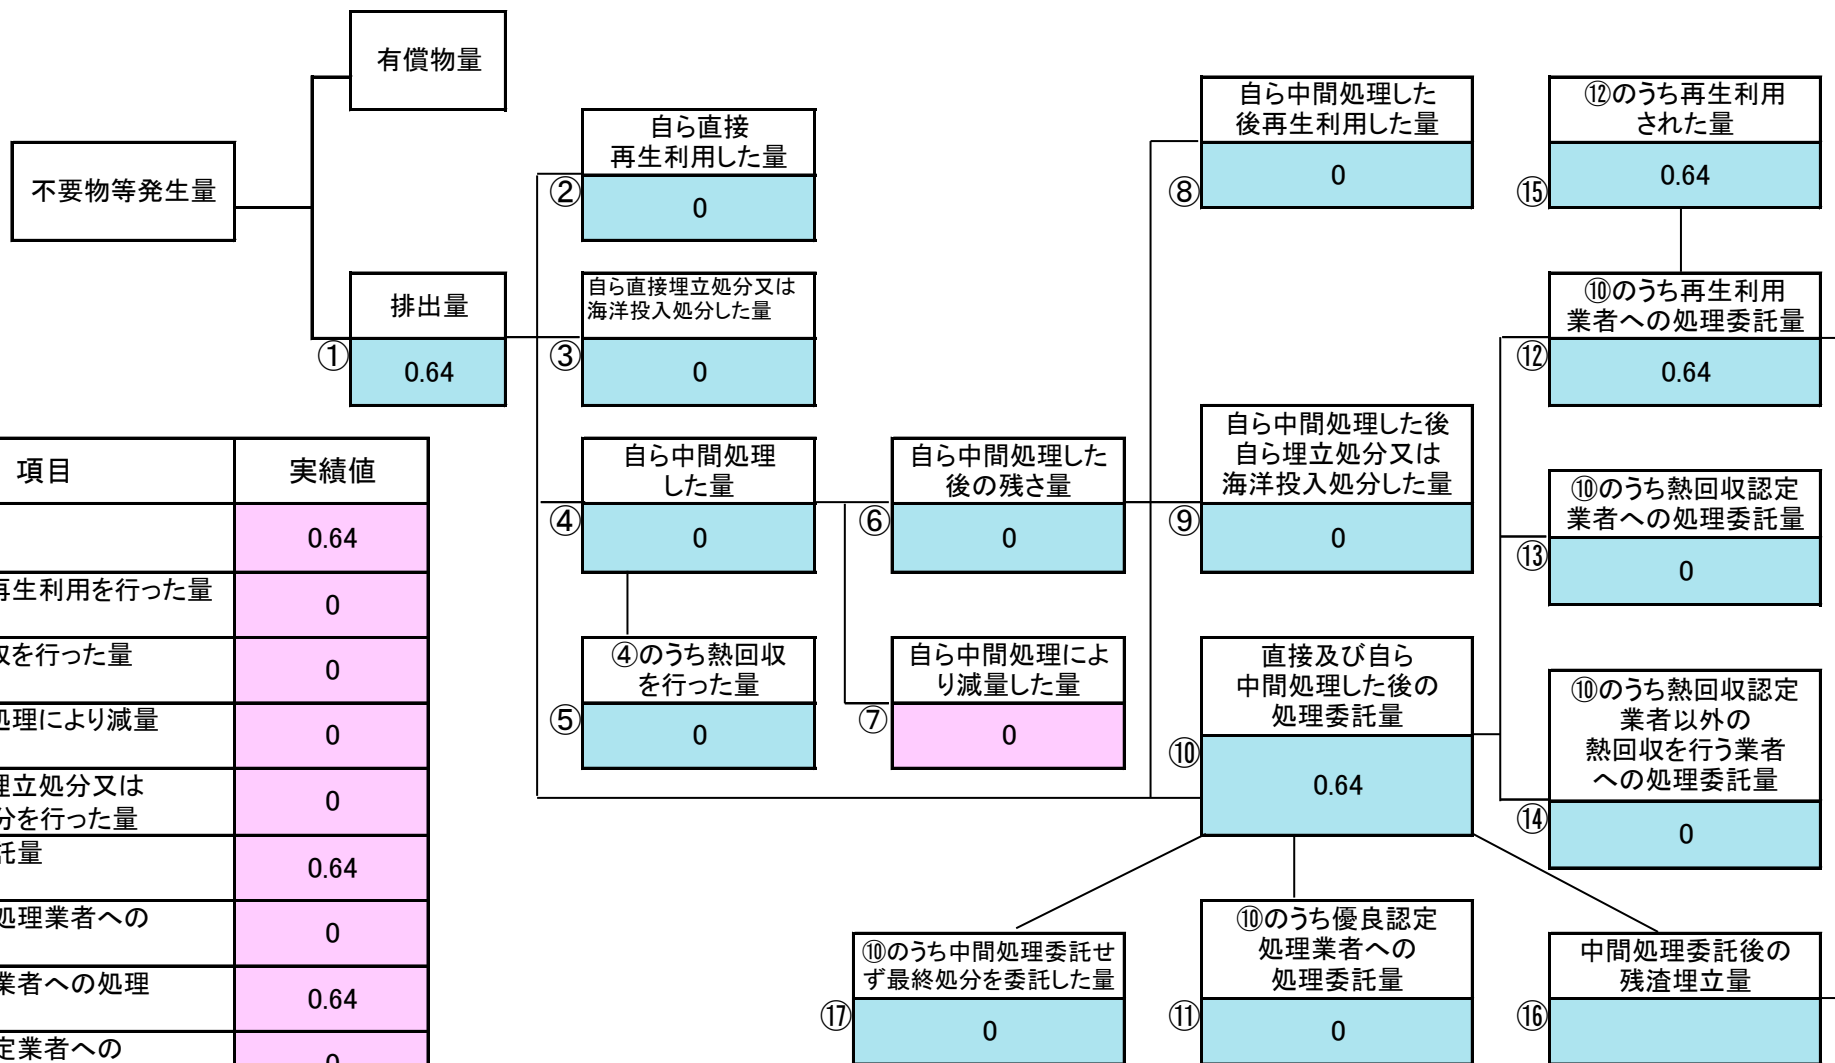 有償物量
不要物等発生量
排出量
①
0.64
自ら直接
再生利用した量
②
0
自ら直接埋立処分又は
海洋投入処分した量
③
0
自ら中間処理
した量
④
0
④のうち熱回収
を行った量
⑤
0
自ら中間処理した
後の残さ量
⑥
0
自ら中間処理によ
り減量した量
⑦
0
自ら中間処理した
後再生利用した量
⑧
0
自ら中間処理した後
自ら埋立処分又は
海洋投入処分した量
⑨
0
直接及び自ら
中間処理した後の
処理委託量
⑩
0.64
⑩のうち優良認定
処理業者への
処理委託量
⑪
0
⑫のうち再生利用
された量
⑮
0.64
⑩のうち再生利用
業者への処理委託量
⑫
0.64
⑩のうち熱回収認定
業者への処理委託量
⑬
0
⑩のうち熱回収認定
業者以外の
熱回収を行う業者
への処理委託量
⑭
0
中間処理委託後の
残渣埋立量
⑯
⑩のうち中間処理委託せ
ず最終処分を委託した量
⑰
0
項目
実績値
0.64
再生利用を行った量
0
収を行った量
0
処理により減量
0
埋立処分又は
分を行った量
0
託量
0.64
処理業者への
0
業者への処理
0.64
定業者への
0